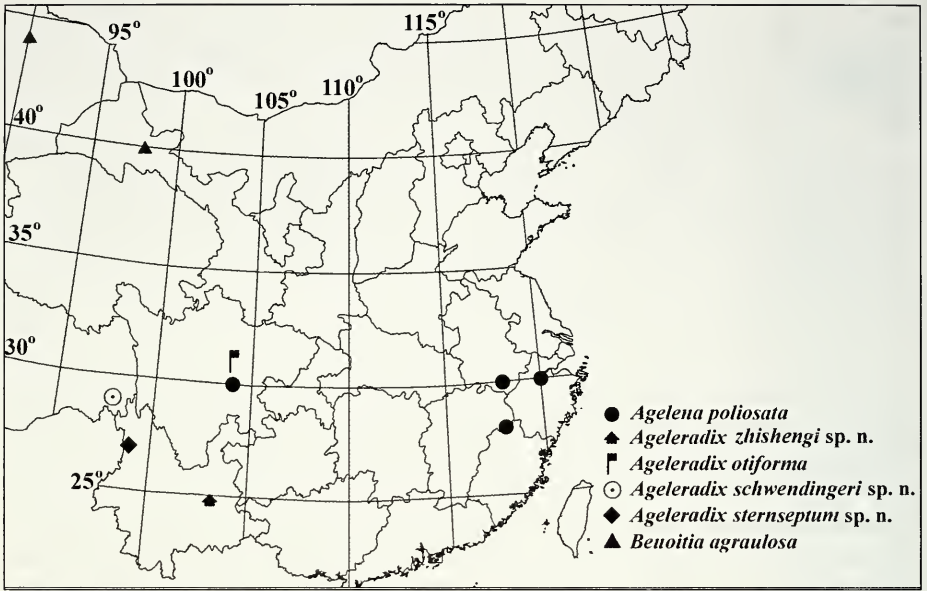 95°
100°
105°
110°
115°
40°
35°
30°
25°
Agelena poliosata
Ageleradix zhishengi sp. n.
Ageleradix otiforma
Ageleradix schwendingeri sp. n.
Ageleradix sternseptum sp. n.
Beuoitia agraulosa